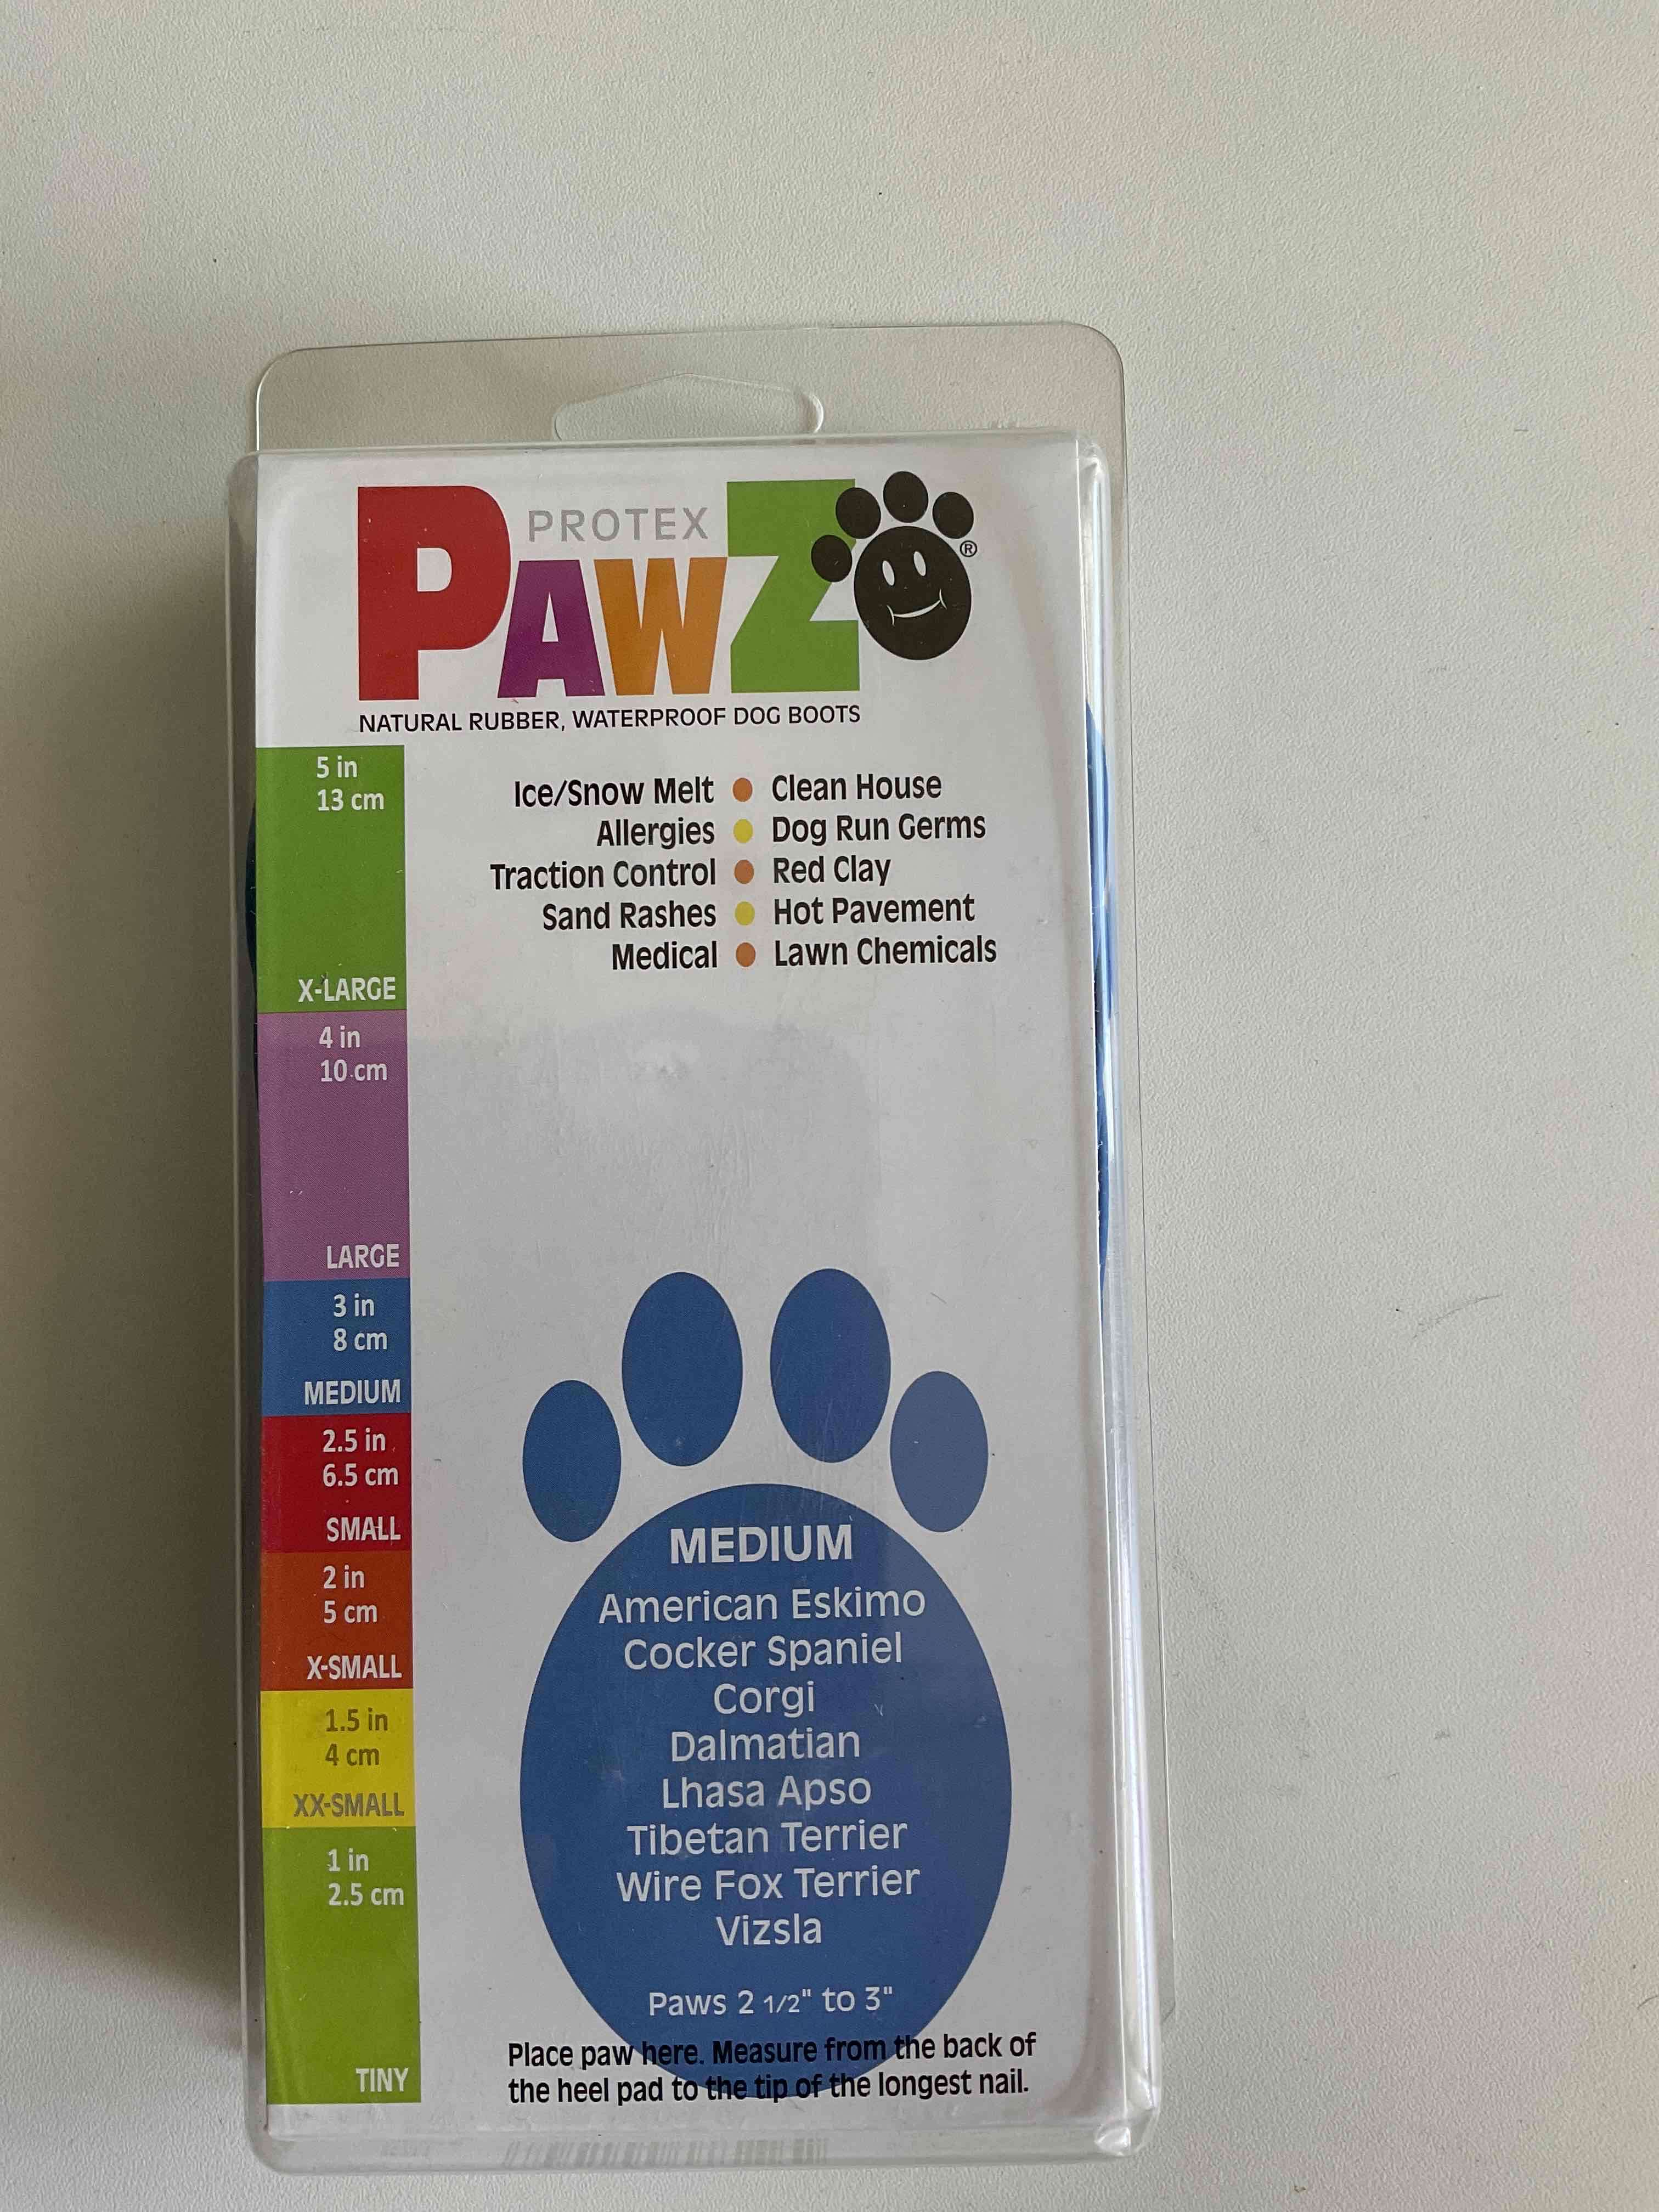 PROTEX
PAWZ ®
NATURAL RUBBER, WATERPROOF DOG BOOTS
Ice/Snow Melt ● Clean House
Allergies ● Dog Run Germs
Traction Control ● Red Clay
Sand Rashes ● Hot Pavement
Medical ● Lawn Chemicals
5 in
13 cm
X-LARGE
4 in
10 cm
LARGE
3 in
8 cm
MEDIUM
2.5 in
6.5 cm
SMALL
2 in
5 cm
X-SMALL
1.5 in
4 cm
XX-SMALL
1 in
2.5 cm
TINY
MEDIUM
American Eskimo
Cocker Spaniel
Corgi
Dalmatian
Lhasa Apso
Tibetan Terrier
Wire Fox Terrier
Vizsla
Paws 2 1/2" to 3"
Place paw here. Measure from the back of
the heel pad to the tip of the longest nail.